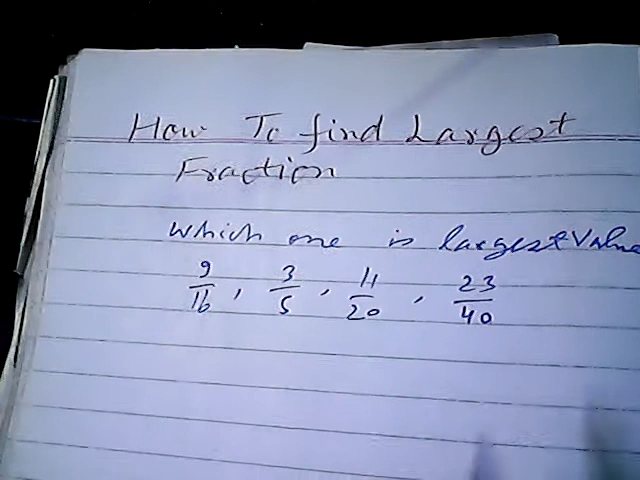 How To find Largest
Fraction
which one is largest Value
9/16 , 3/5 , 11/20 , 23/40